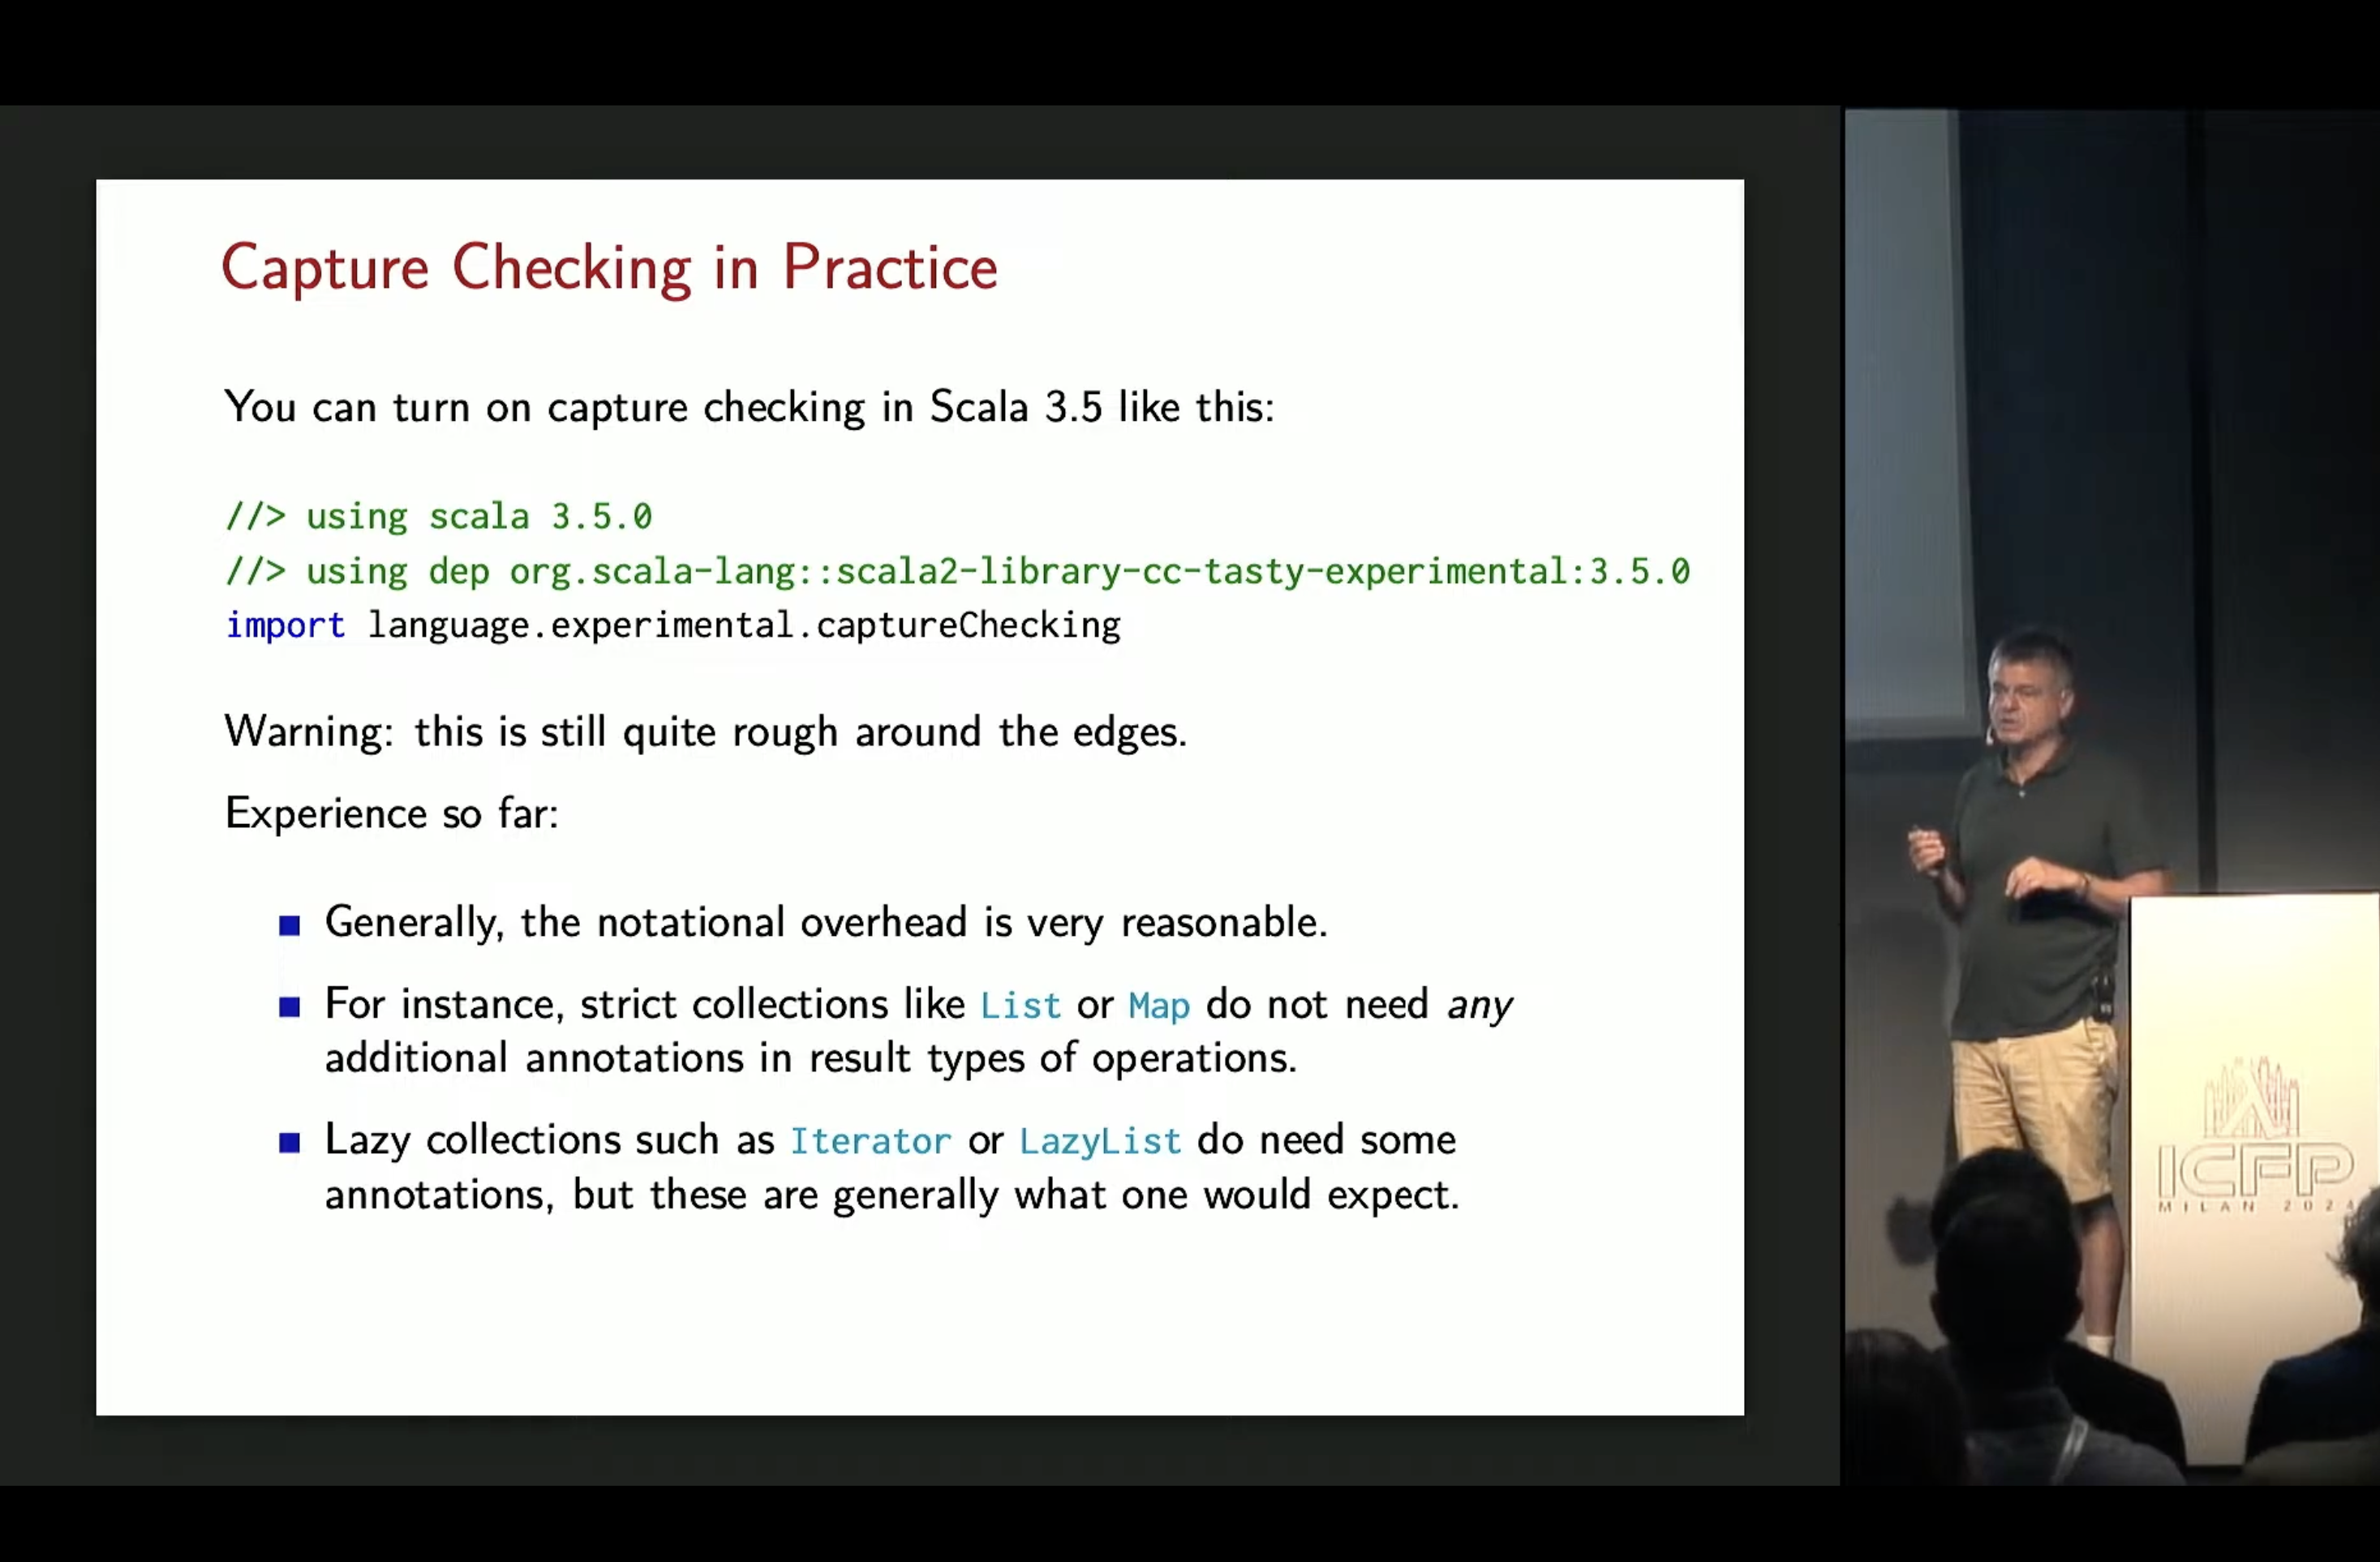 Capture Checking in Practice
You can turn on capture checking in Scala 3.5 like this:
//> using scala 3.5.0
//> using dep org.scala-lang::scala2-library-cc-tasty-experimental:3.5.0
import language.experimental.captureChecking
Warning: this is still quite rough around the edges.
Experience so far:
Generally, the notational overhead is very reasonable.
For instance, strict collections like List or Map do not need any
additional annotations in result types of operations.
Lazy collections such as Iterator or LazyList do need some
annotations, but these are generally what one would expect.
ICFP
MILAN 2024